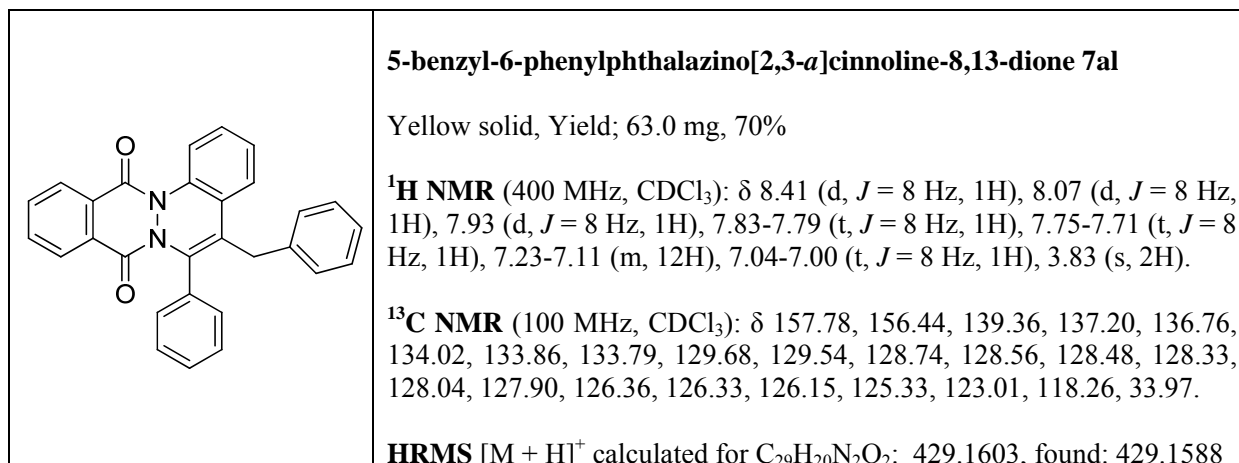 5-benzyl-6-phenylphthalazino[2,3-a]cinnoline-8,13-dione 7al
Yellow solid, Yield; 63.0 mg, 70%
¹H NMR (400 MHz, CDCl₃): δ 8.41 (d, J = 8 Hz, 1H), 8.07 (d, J = 8 Hz,
1H), 7.93 (d, J = 8 Hz, 1H), 7.83-7.79 (t, J = 8 Hz, 1H), 7.75-7.71 (t, J = 8
Hz, 1H), 7.23-7.11 (m, 12H), 7.04-7.00 (t, J = 8 Hz, 1H), 3.83 (s, 2H).
¹³C NMR (100 MHz, CDCl₃): δ 157.78, 156.44, 139.36, 137.20, 136.76,
134.02, 133.86, 133.79, 129.68, 129.54, 128.74, 128.56, 128.48, 128.33,
128.04, 127.90, 126.36, 126.33, 126.15, 125.33, 123.01, 118.26, 33.97.
HRMS [M + H]⁺ calculated for C₂₉H₂₀N₂O₂: 429.1603, found: 429.1588
O
N
N
O